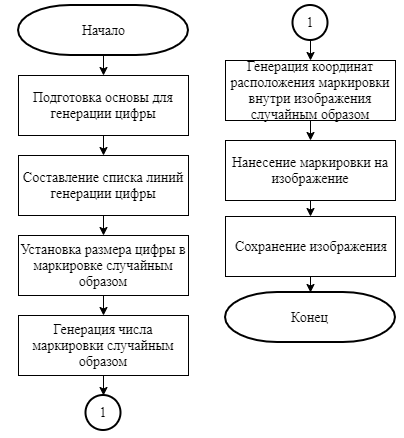 Начало
Подготовка основы для
генерации цифры
Составление списка линий
генерации цифры
Установка размера цифры в
маркировке случайным
образом
Генерация числа
маркировки случайным
образом
1
1
Генерация координат
расположения маркировки
внутри изображения
случайным образом
Нанесение маркировки на
изображение
Сохранение изображения
Конец